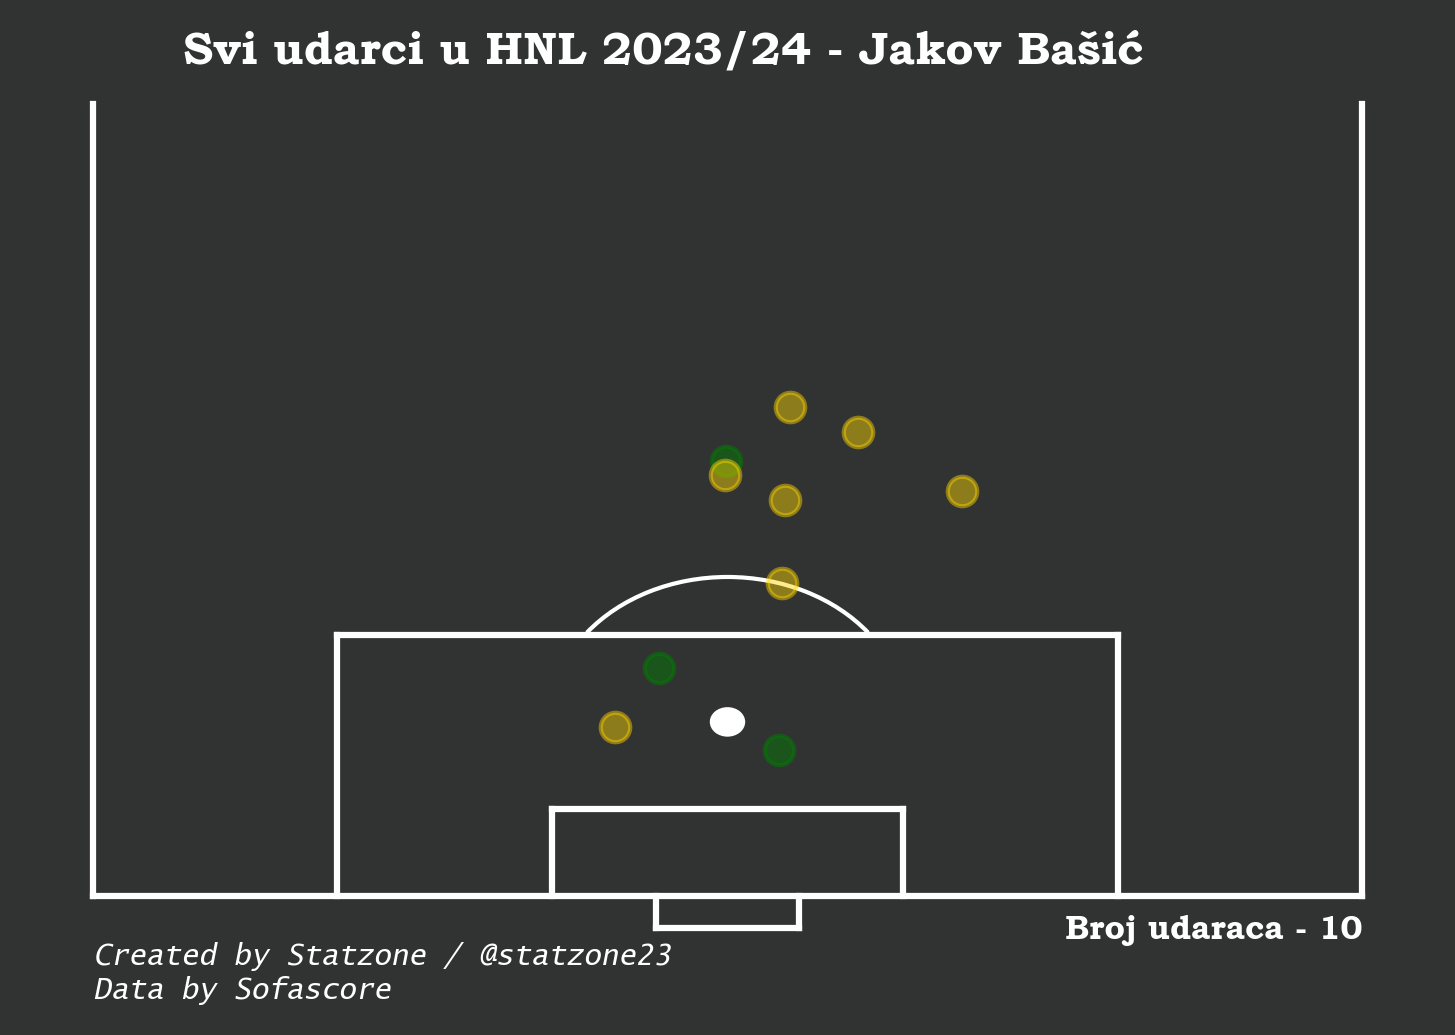 Svi udarci u HNL 2023/24 - Jakov Bašić
Broj udaraca - 10
Created by Statzone / @statzone23
Data by Sofascore